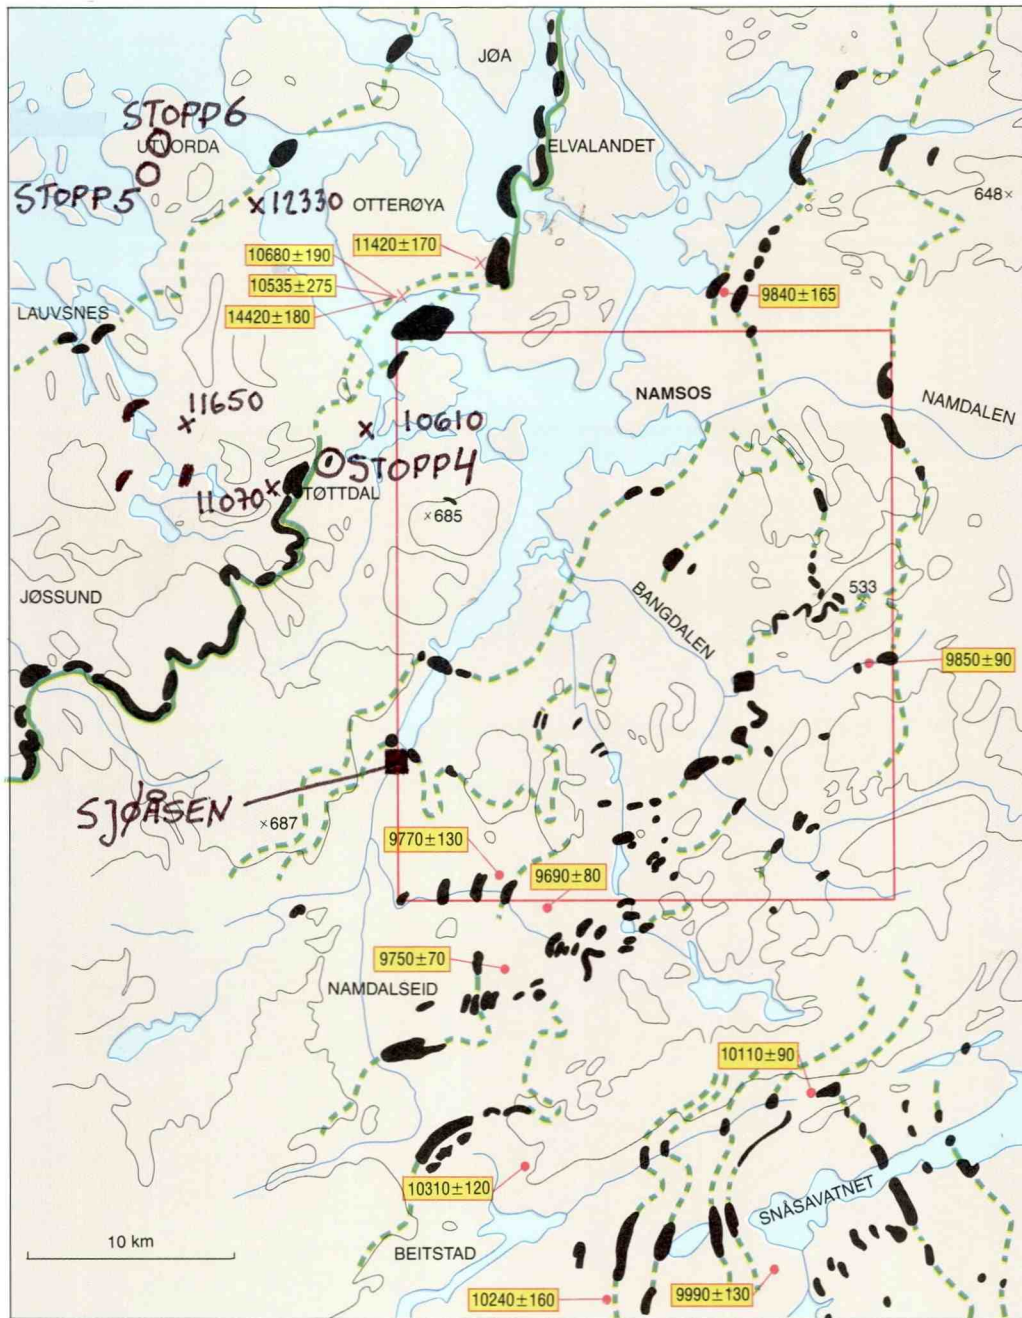 JØA
STOPP6
UTVORDA
ELVALANDET
STOPP5
×12330
OTTERØYA
648×
11420±170
10680±190
10535±275
14420±180
9840±165
LAUVSNES
11650
NAMSOS
NAMDALEN
10610
STOPP4
11070
TØTTDAL
×685
JØSSUND
BANGDALEN
533
9850±90
SJØÅSEN
×687
9770±130
9690±80
9750±70
NAMDALSEID
10110±90
10310±120
SNÅSAVATNET
10 km
BEITSTAD
10240±160
9990±130